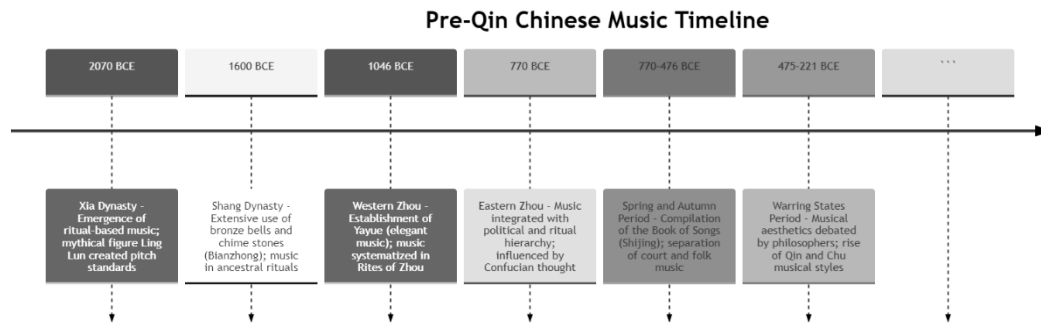 Pre-Qin Chinese Music Timeline
2070 BCE
1600 BCE
1046 BCE
770 BCE
770-476 BCE
475-221 BCE
```
Xia Dynasty -
Emergence of
ritual-based music;
mythical figure Ling
Lun created pitch
standards
Shang Dynasty -
Extensive use of
bronze bells and
chime stones
(Bianzhong); music
in ancestral rituals
Western Zhou -
Establishment of
Yayue (elegant
music); music
systematized in
Rites of Zhou
Eastern Zhou - Music
integrated with
political and ritual
hierarchy;
influenced by
Confucian thought
Spring and Autumn
Period - Compilation
of the Book of Songs
(Shijing); separation
of court and folk
music
Warring States
Period - Musical
aesthetics debated
by philosophers; rise
of Qin and Chu
musical styles